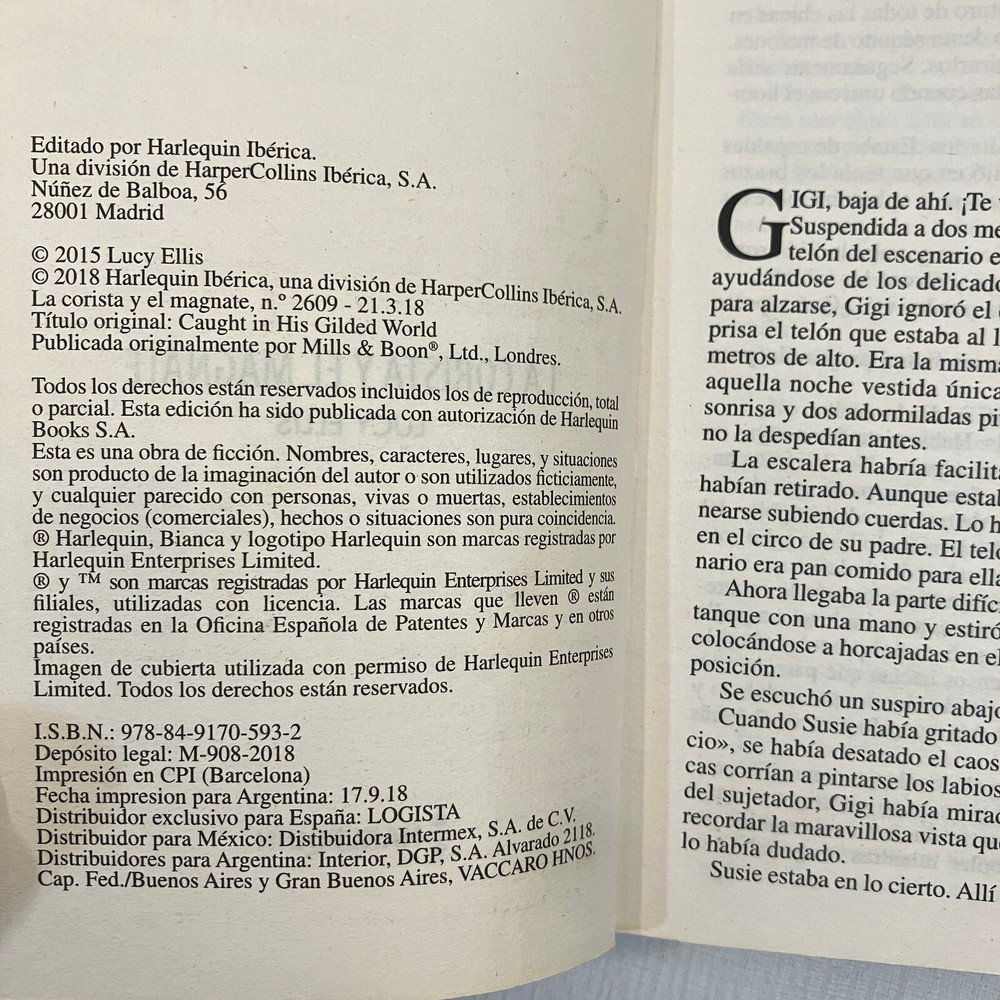 Editado por Harlequin Ibérica.
Una división de HarperCollins Ibérica, S.A.
Núñez de Balboa, 56
28001 Madrid
© 2015 Lucy Ellis
© 2018 Harlequin Ibérica, una división de HarperCollins Ibérica, S.A.
La corista y el magnate, n.º 2609 - 21.3.18
Título original: Caught in His Gilded World
Publicada originalmente por Mills & Boon®, Ltd., Londres.
Todos los derechos están reservados incluidos los de reproducción, total
o parcial. Esta edición ha sido publicada con autorización de Harlequin
Books S.A.
Esta es una obra de ficción. Nombres, caracteres, lugares, y situaciones
son producto de la imaginación del autor o son utilizados ficticiamente,
y cualquier parecido con personas, vivas o muertas, establecimientos
de negocios (comerciales), hechos o situaciones son pura coincidencia.
® Harlequin, Bianca y logotipo Harlequin son marcas registradas por
Harlequin Enterprises Limited.
® y ™ son marcas registradas por Harlequin Enterprises Limited y sus
filiales, utilizadas con licencia. Las marcas que lleven ® están
registradas en la Oficina Española de Patentes y Marcas y en otros
países.
Imagen de cubierta utilizada con permiso de Harlequin Enterprises
Limited. Todos los derechos están reservados.
I.S.B.N.: 978-84-9170-593-2
Depósito legal: M-908-2018
Impresión en CPI (Barcelona)
Fecha impresion para Argentina: 17.9.18
Distribuidor exclusivo para España: LOGISTA
Distribuidor para México: Distibuidora Intermex, S.A. de C.V.
Distribuidores para Argentina: Interior, DGP, S.A. Alvarado 2118.
Cap. Fed./Buenos Aires y Gran Buenos Aires, VACCARO HNOS.
GIGI, baja de ahí. ¡Te
Suspendida a dos me
telón del escenario e
ayudándose de los delicado
para alzarse, Gigi ignoró el
prisa el telón que estaba al l
metros de alto. Era la misma
aquella noche vestida única
sonrisa y dos adormiladas pi
no la despedían antes.
La escalera habría facilita
habían retirado. Aunque estab
nearse subiendo cuerdas. Lo h
en el circo de su padre. El tel
nario era pan comido para ella
Ahora llegaba la parte difíc
tanque con una mano y estiró
colocándose a horcajadas en el
posición.
Se escuchó un suspiro abajo
Cuando Susie había gritado
cio», se había desatado el caos
cas corrían a pintarse los labios
del sujetador, Gigi había mirad
recordar la maravillosa vista qu
lo había dudado.
Susie estaba en lo cierto. Allí